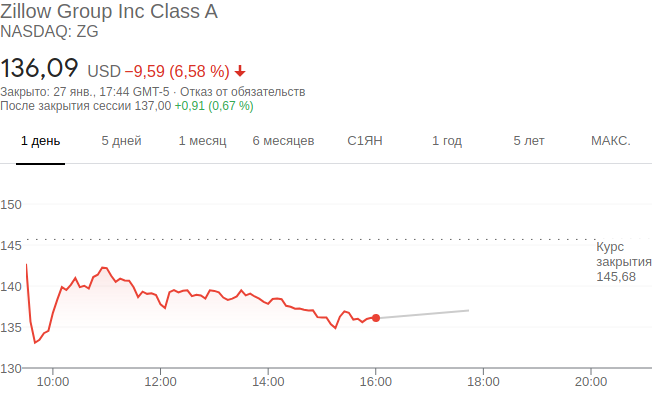 Zillow Group Inc Class A
NASDAQ: ZG
136,09 USD −9,59 (6,58 %)
Закрыто: 27 янв., 17:44 GMT-5 · Отказ от обязательств
После закрытия сессии 137,00 +0,91 (0,67 %)
1 день 5 дней 1 месяц 6 месяцев С1ЯН 1 год 5 лет МАКС.
150
145
Курс
закрытия
145,68
140
135
130
10:00 12:00 14:00 16:00 18:00 20:00